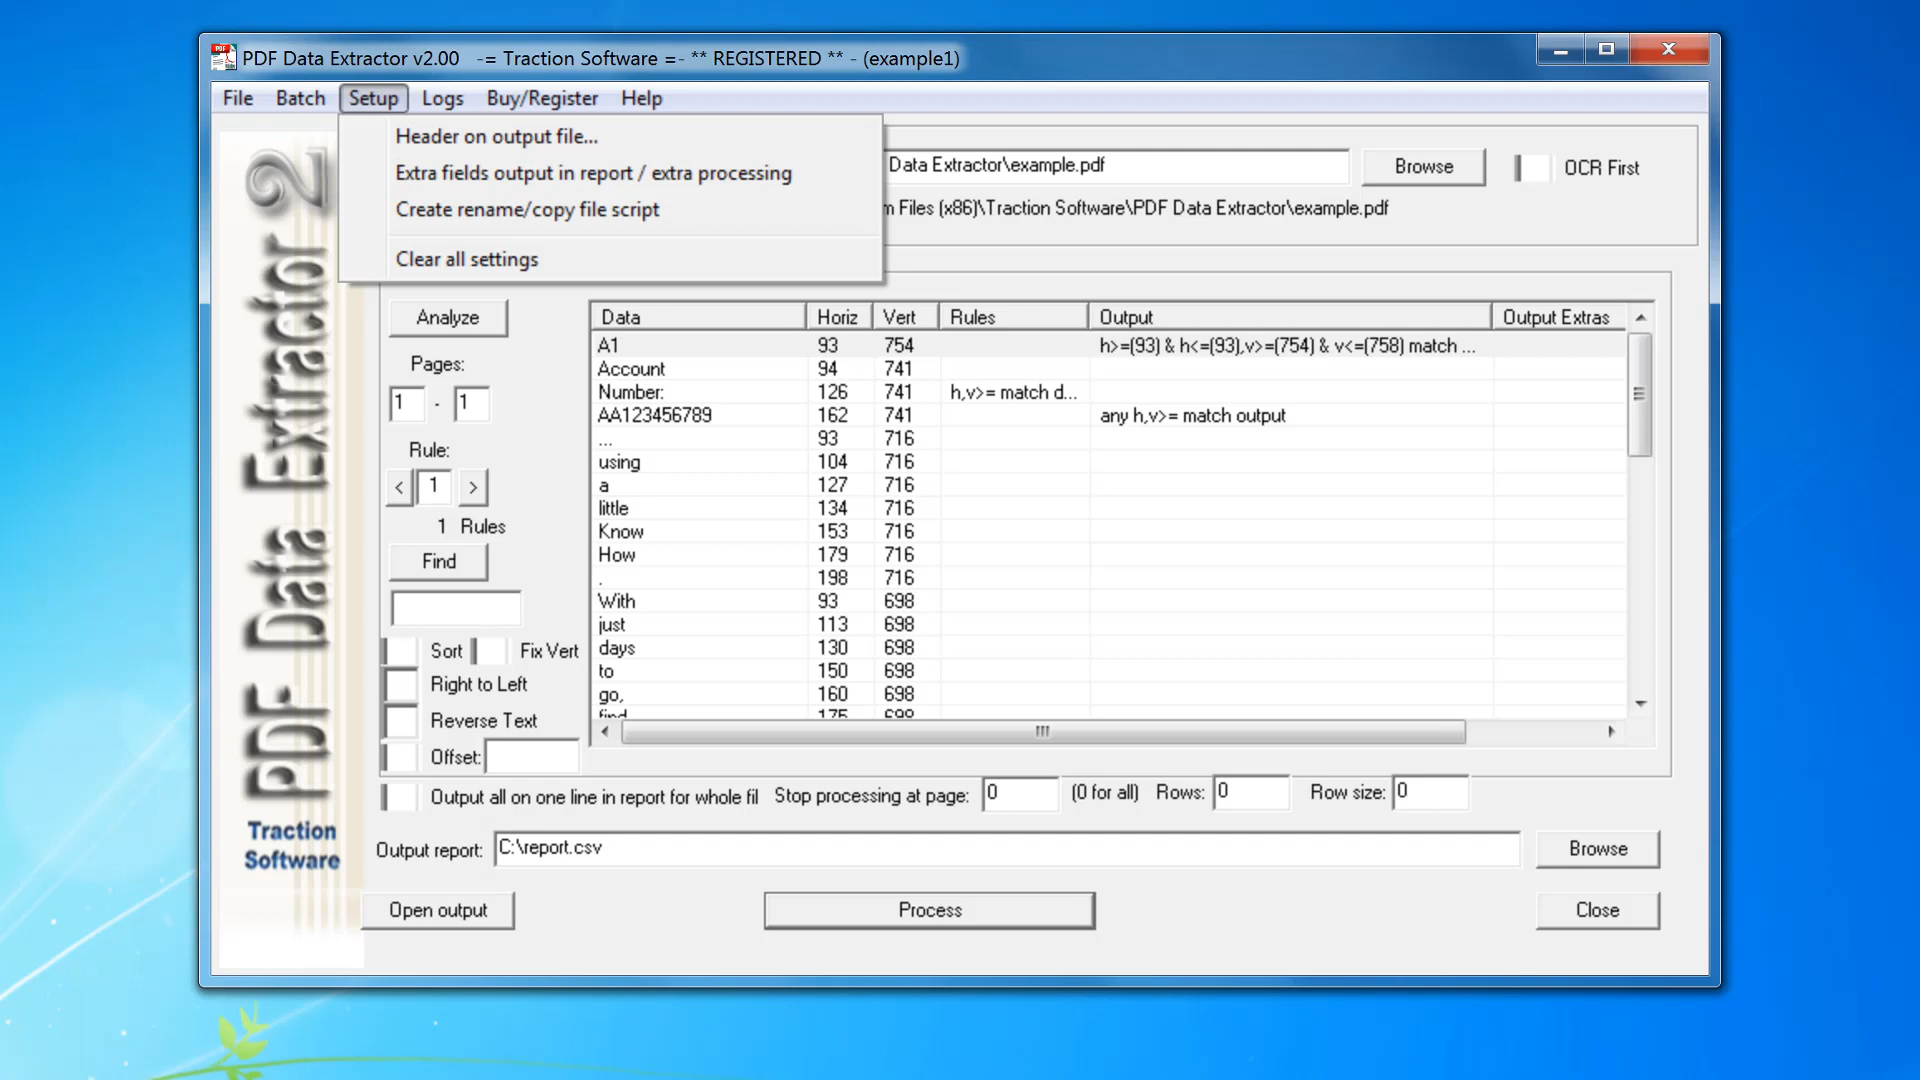 PDF Data Extractor v2.00 -= Traction Software =- ** REGISTERED ** - (example1)
File Batch Setup Logs Buy/Register Help
Header on output file...
Extra fields output in report / extra processing
Create rename/copy file script
Clear all settings
Data Extractor\example.pdf
Browse
OCR First
Files (x86)\Traction Software\PDF Data Extractor\example.pdf
PDF Data Extractor 2
Traction
Software
Analyze
Pages:
1 - 1
Rule:
< 1 >
1 Rules
Find
Sort Fix Vert
Right to Left
Reverse Text
Offset:
Data Horiz Vert Rules Output Output Extras
A1 93 754 h>=(93) & h<=(93),v>=(754) & v<=(758) match ...
Account 94 741
Number: 126 741 h,v>= match d...
AA123456789 162 741 any h,v>= match output
... 93 716
using 104 716
a 127 716
little 134 716
Know 153 716
How 179 716
. 198 716
With 93 698
just 113 698
days 130 698
to 150 698
go, 160 698
find 175 698
Output all on one line in report for whole fil Stop processing at page: 0 (0 for all) Rows: 0 Row size: 0
Output report: C:\report.csv Browse
Open output Process Close